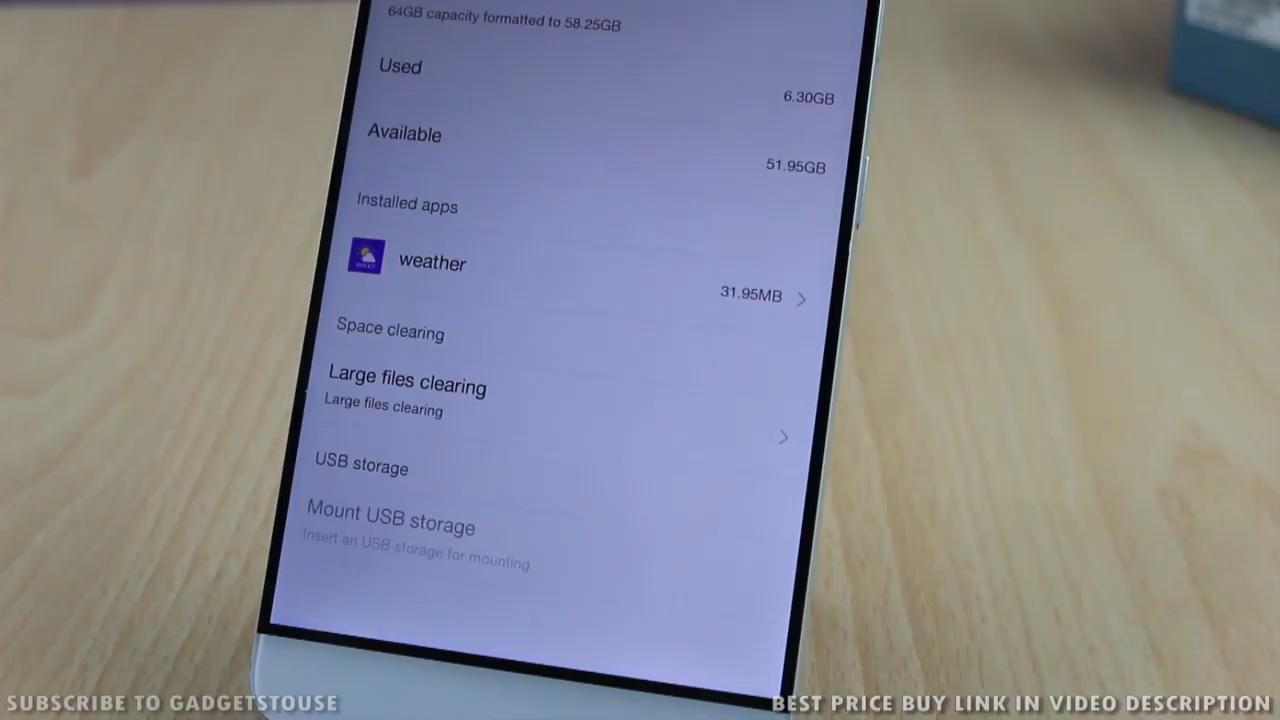 64GB capacity formatted to 58.25GB
Used
6.30GB
Available
51.95GB
Installed apps
weather
31.95MB
Space clearing
Large files clearing
Large files clearing
USB storage
Mount USB storage
Insert an USB storage for mounting
SUBSCRIBE TO GADGETSTOUSE
BEST PRICE BUY LINK IN VIDEO DESCRIPTION